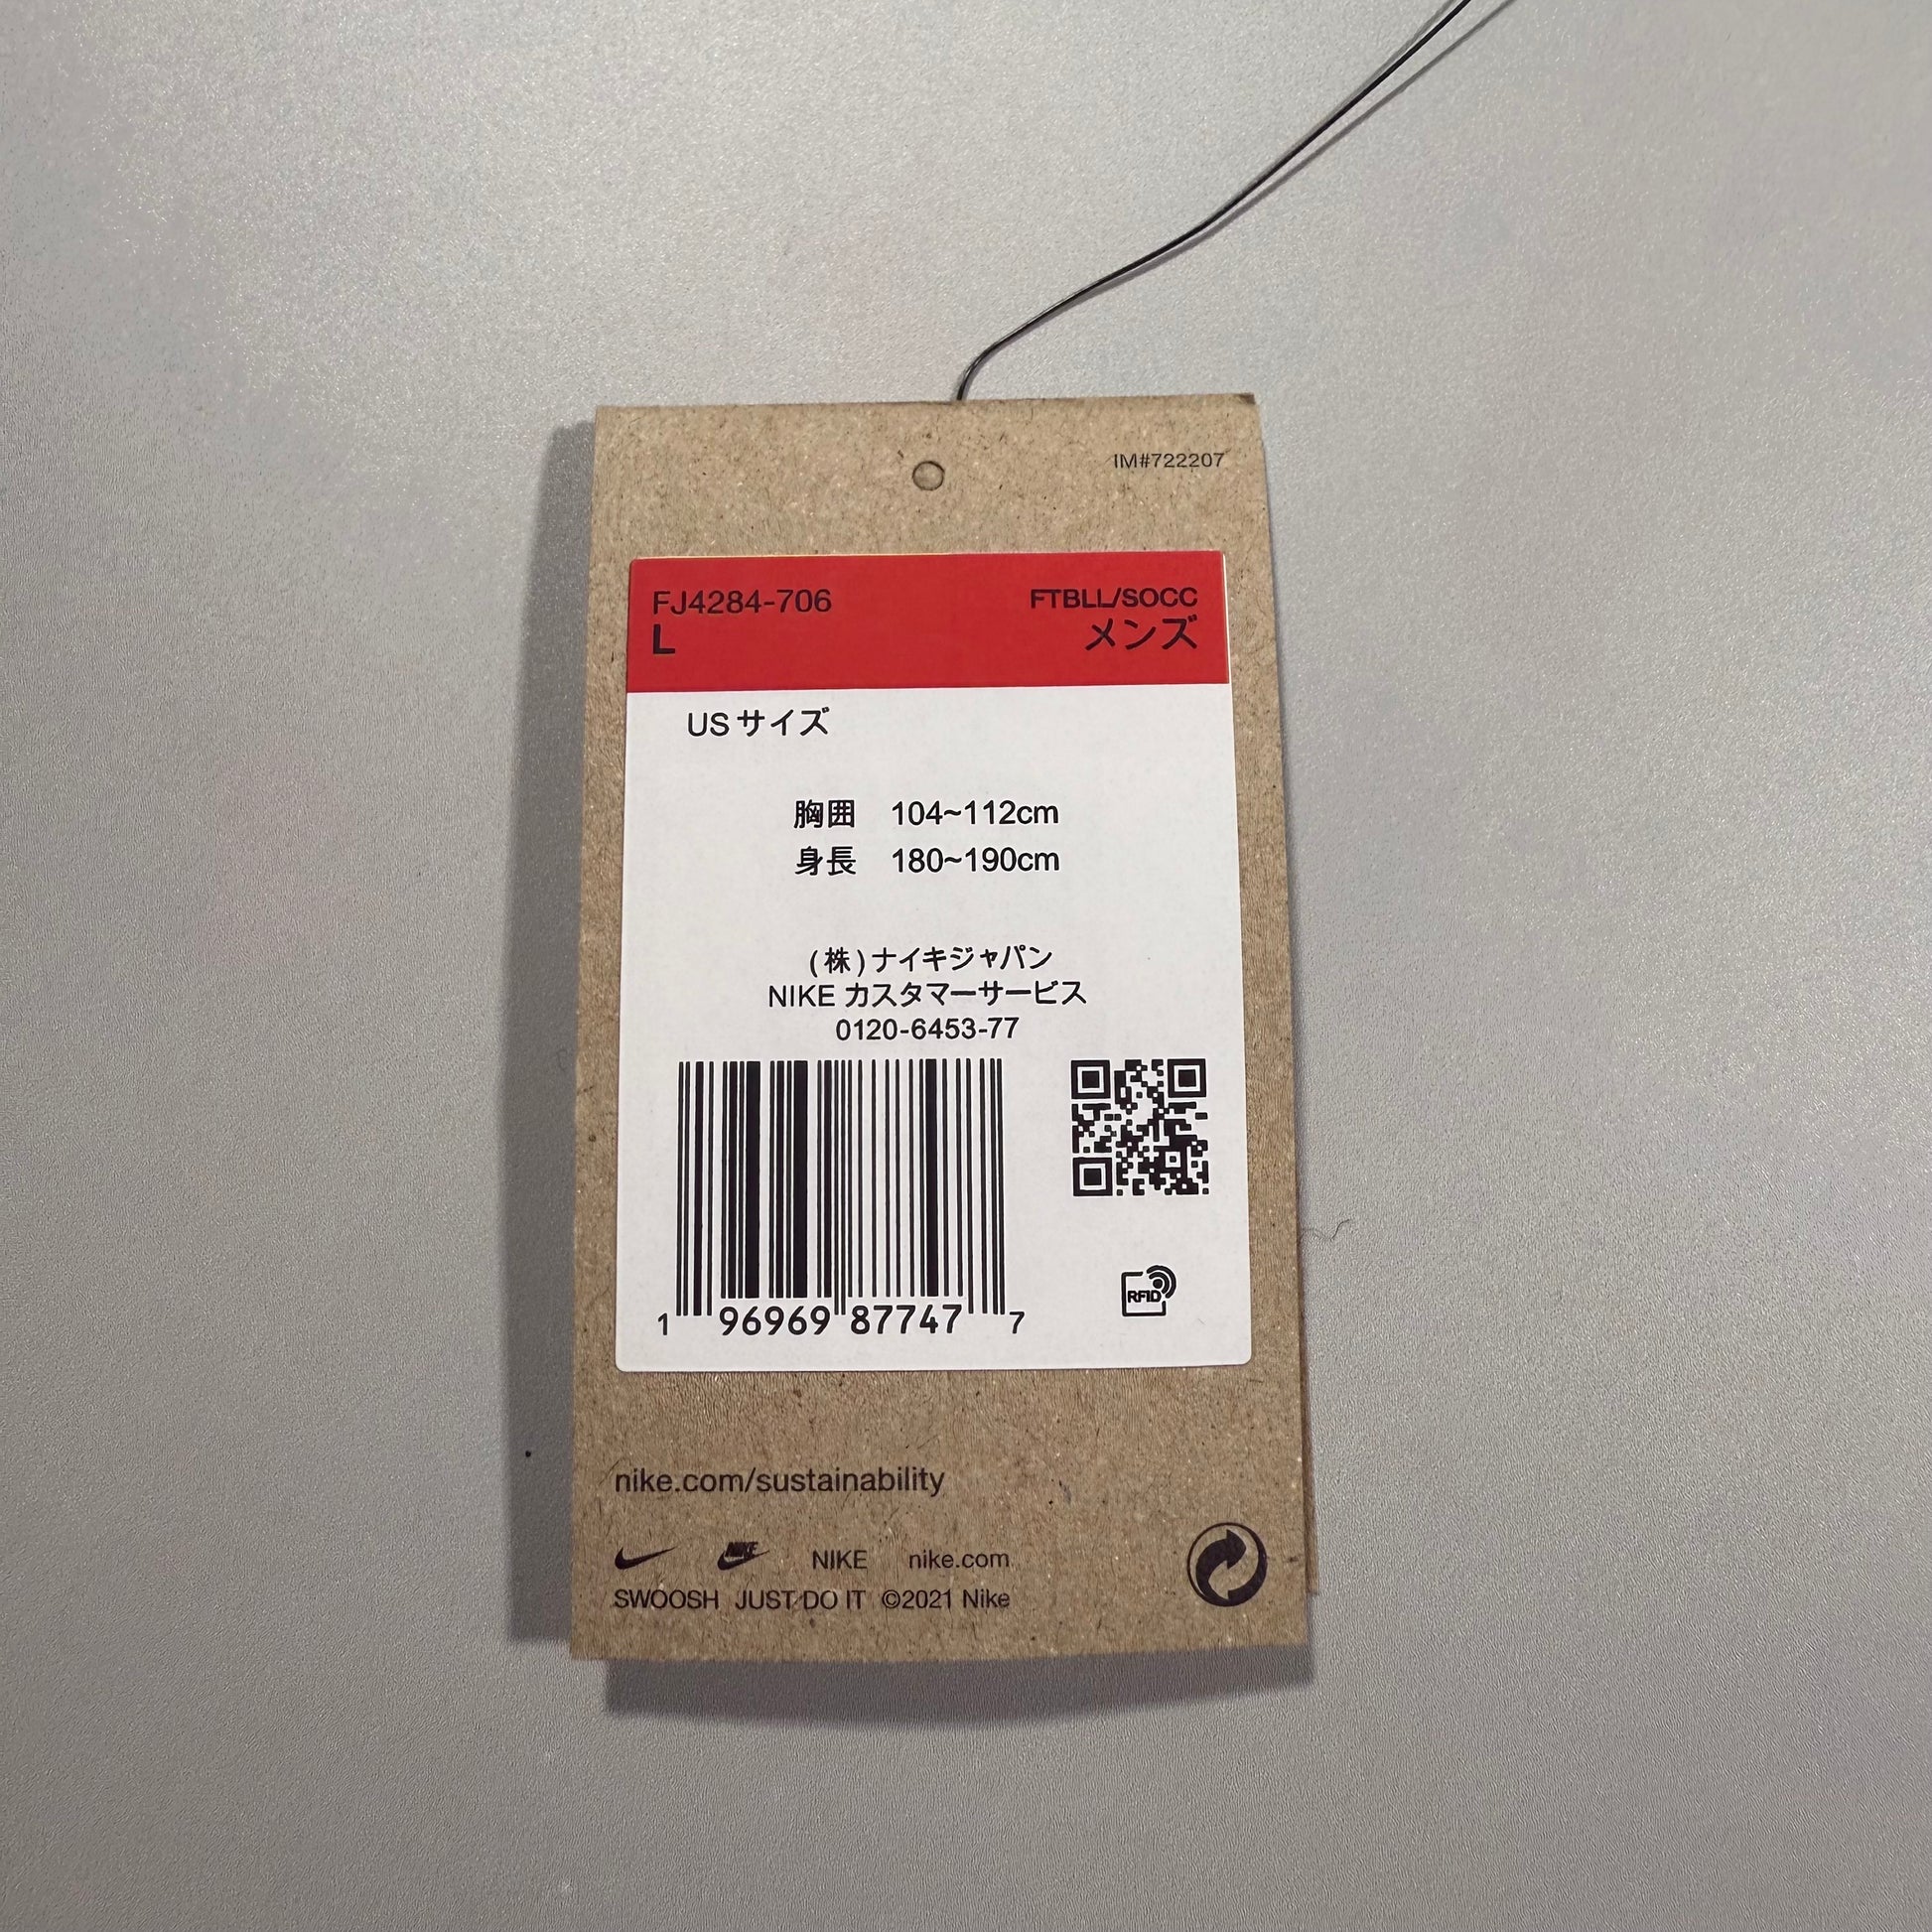 IM#722207
FJ4284-706 FTBLL/SOCC
L メンズ
US サイズ
胸囲 104~112cm
身長 180~190cm
(株)ナイキジャパン
NIKE カスタマーサービス
0120-6453-77
1 96969 87747 7
RFID
nike.com/sustainability
NIKE NIKE nike.com
SWOOSH JUST DO IT ©2021 Nike